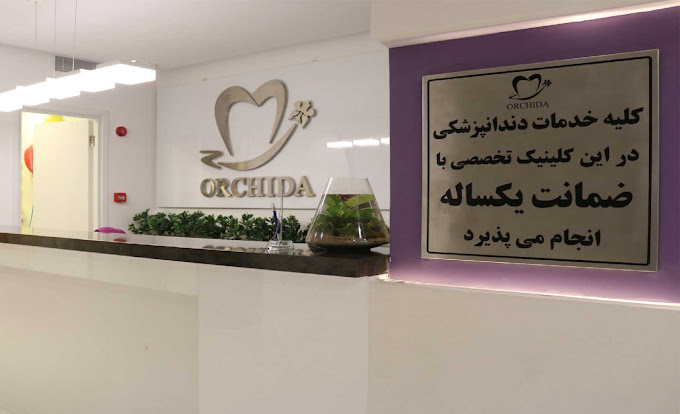 ORCHIDA
ORCHIDA
کلیه خدمات دندانپزشکی
در این کلینیک تخصصی با
ضمانت یکساله
انجام می پذیرد